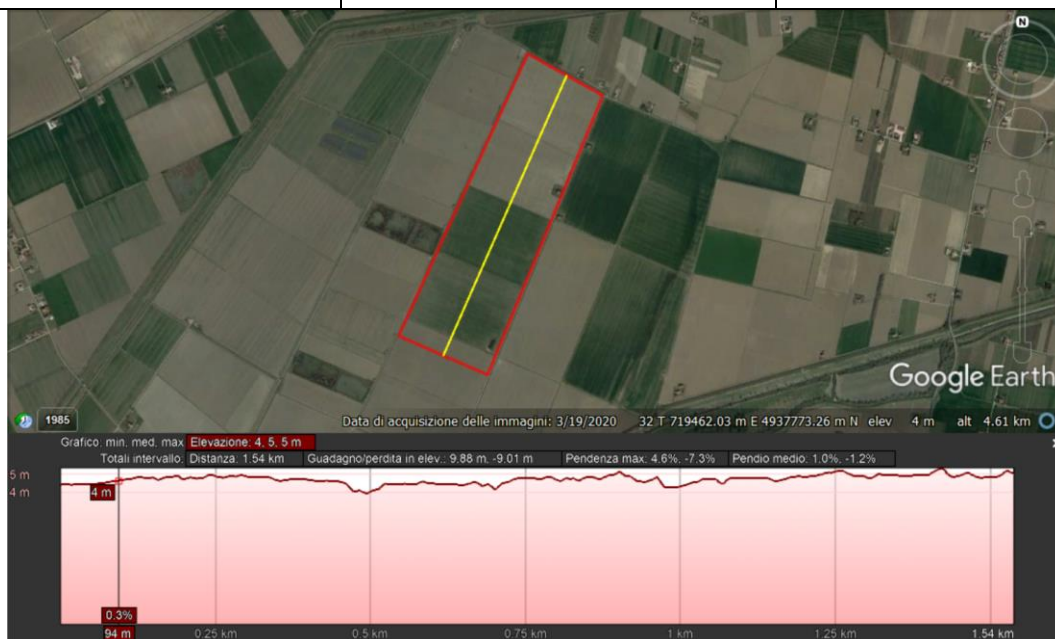 N
Google Earth
1985
Data di acquisizione delle immagini: 3/19/2020 32 T 719462.03 m E 4937773.26 m N elev 4 m alt 4.61 km
Grafico. min. med. max Elevazione: 4, 5, 5 m
Totali intervallo: Distanza: 1.54 km Guadagno/perdita in elev.: 9.88 m, -9.01 m Pendenza max: 4.6%, -7.3% Pendio medio: 1.0%, -1.2%
5 m
4 m
4 m
0.3%
94 m 0.25 km 0.5 km 0.75 km 1 km 1.25 km 1.54 km